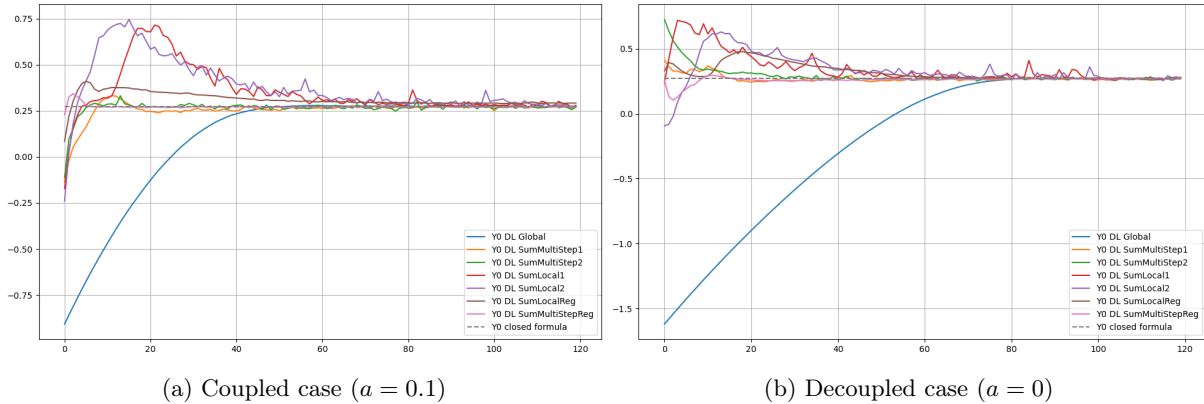 0.75
0.50
0.25
0.00
−0.25
−0.50
−0.75
0
20
40
60
80
100
120
Y0 DL Global
Y0 DL SumMultiStep1
Y0 DL SumMultiStep2
Y0 DL SumLocal1
Y0 DL SumLocal2
Y0 DL SumLocalReg
Y0 DL SumMultiStepReg
Y0 closed formula
(a) Coupled case (a = 0.1)
0.5
0.0
−0.5
−1.0
−1.5
0
20
40
60
80
100
120
Y0 DL Global
Y0 DL SumMultiStep1
Y0 DL SumMultiStep2
Y0 DL SumLocal1
Y0 DL SumLocal2
Y0 DL SumLocalReg
Y0 DL SumMultiStepReg
Y0 closed formula
(b) Decoupled case (a = 0)